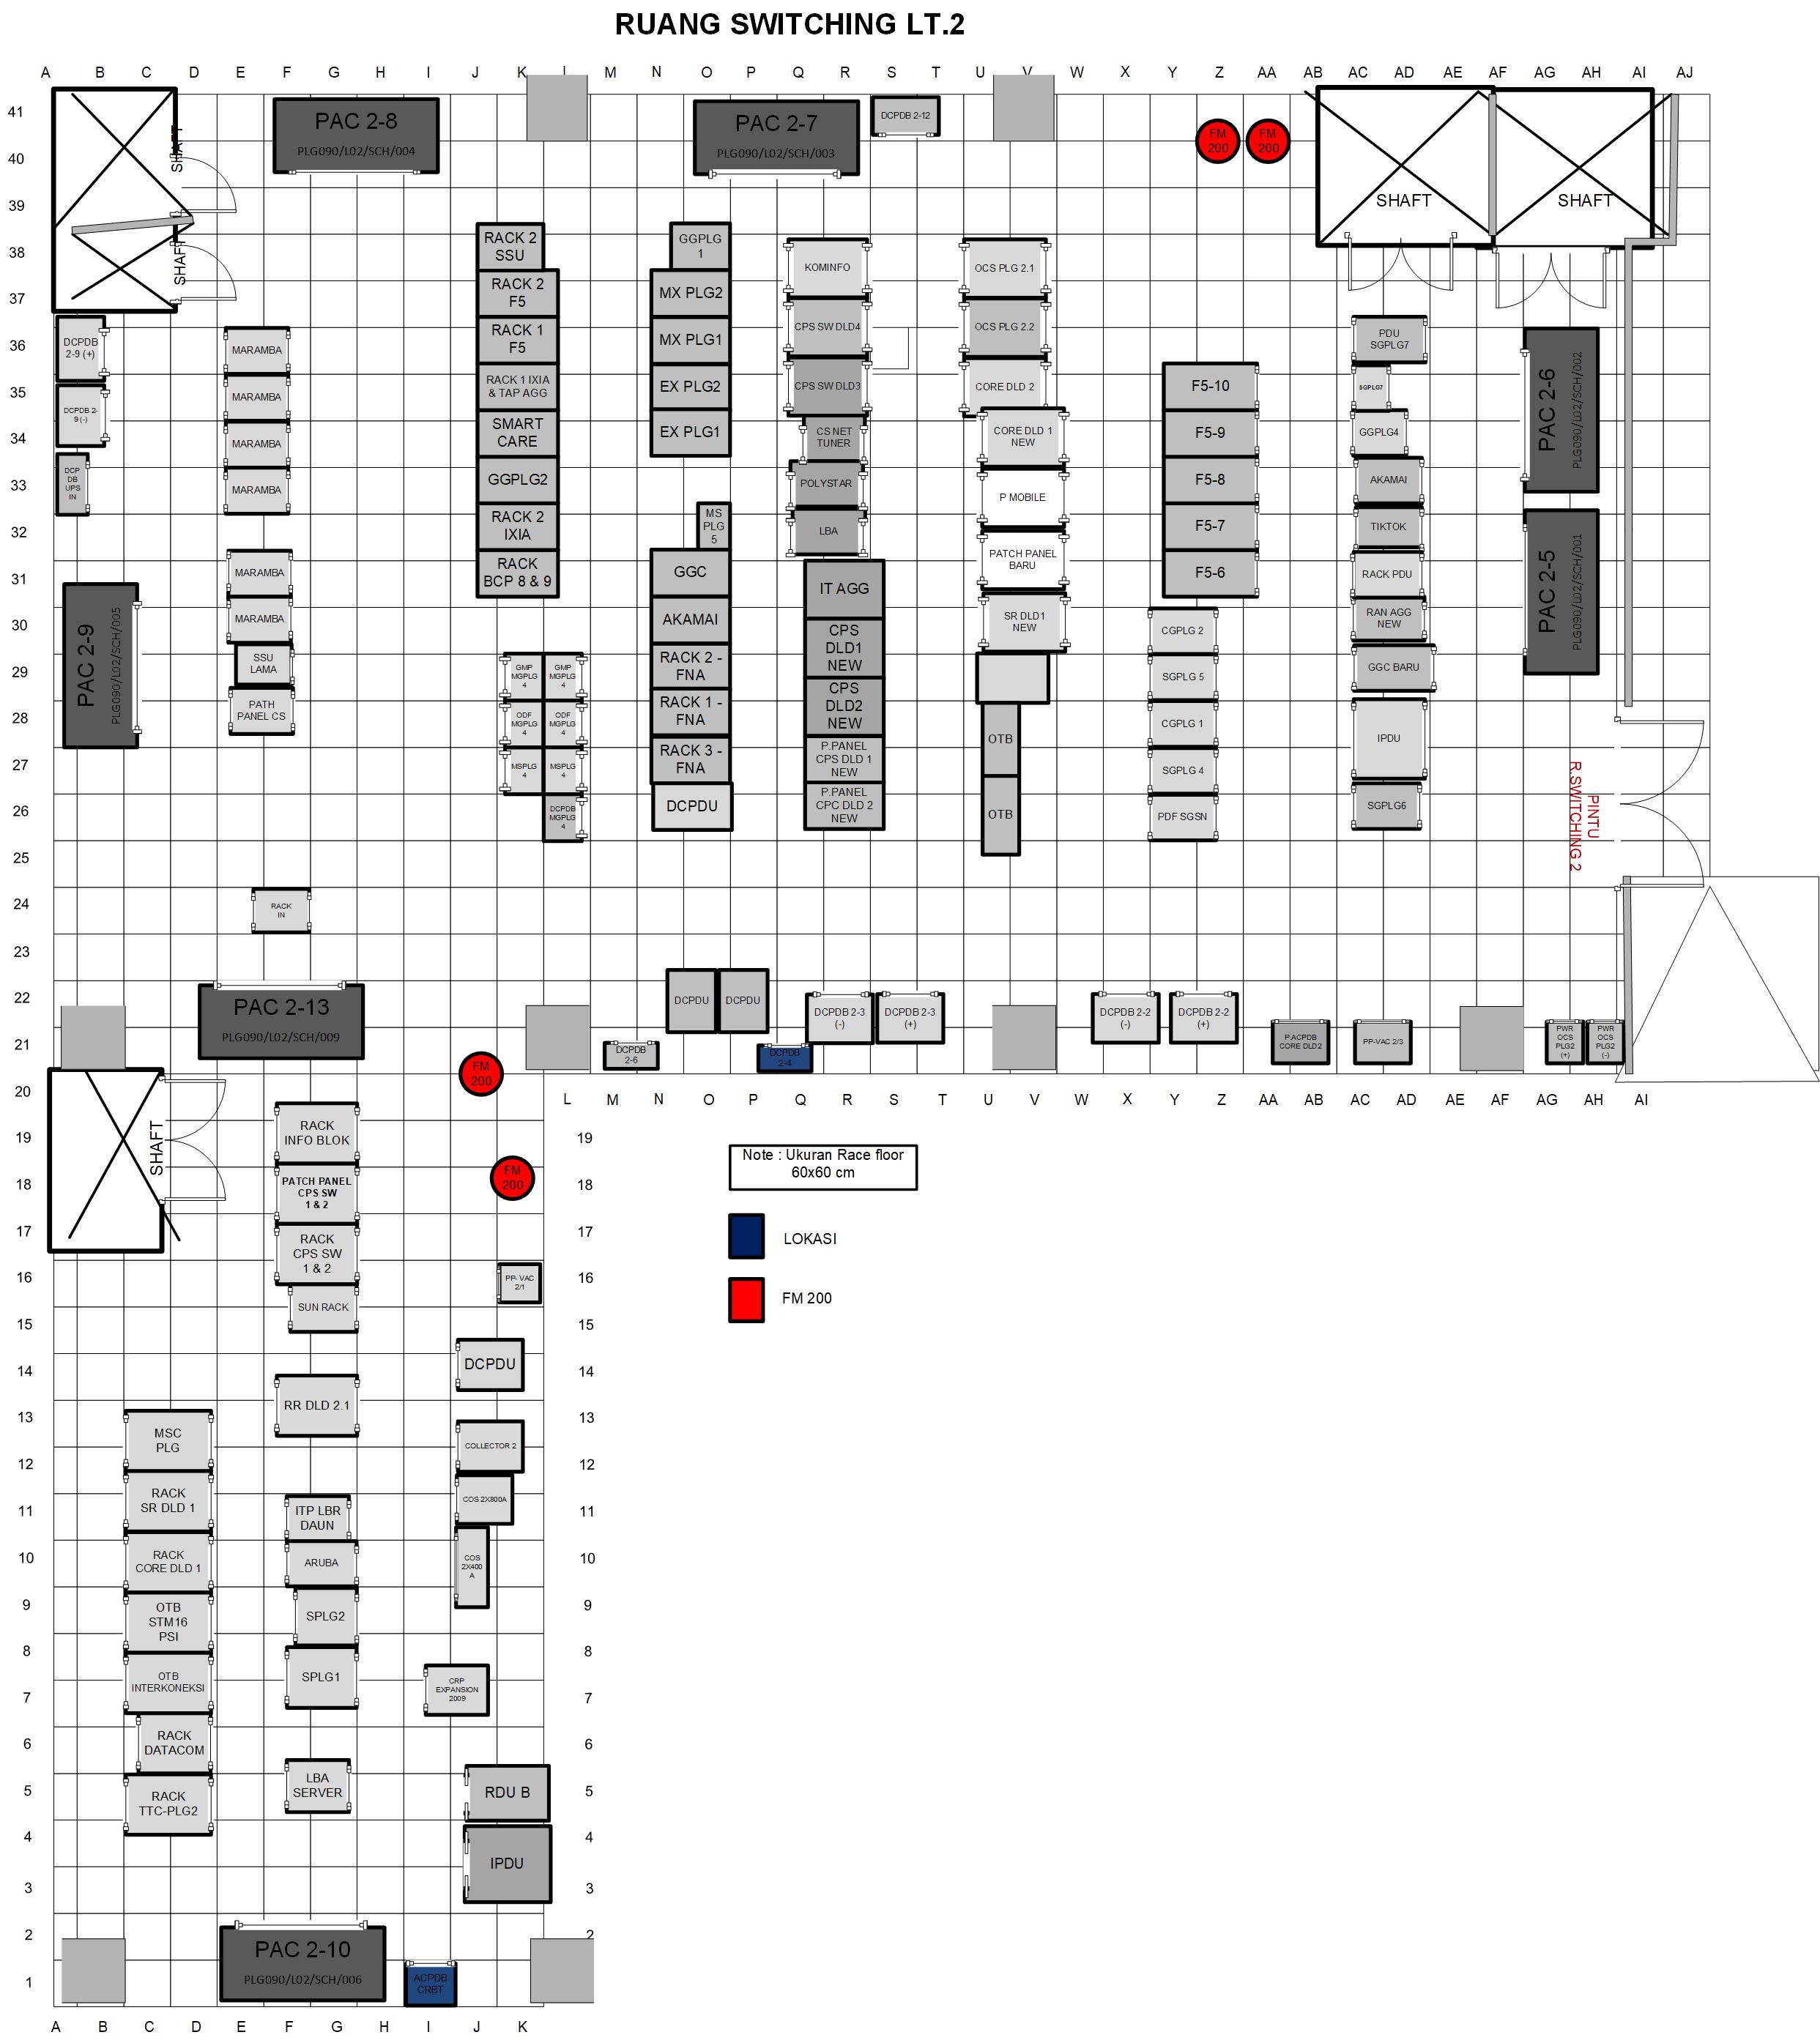 RUANG SWITCHING LT.2
A B C D E F G H I J K L M N O P Q R S T U V W X Y Z AA AB AC AD AE AF AG AH AI AJ
41
PAC 2-8
PLG090/L02/SCH/004
PAC 2-7
PLG090/L02/SCH/003
DCPDB 2-12
FM
200
FM
200
SHAFT
SHAFT
SHAFT
SHAFT
40
39
38
37
36
35
34
33
32
31
30
29
28
27
26
25
24
23
22
21
20
DCPDB
2-9 (+)
DCPDB 2-
9 (-)
DCP
DB
UPS
IN
PAC 2-9
PLG090/L02/SCH/005
MARAMBA
MARAMBA
MARAMBA
MARAMBA
MARAMBA
MARAMBA
SSU
LAMA
PATH
PANEL CS
RACK
IN
RACK 2
SSU
RACK 2
F5
RACK 1
F5
RACK 1 IXIA
& TAP AGG
SMART
CARE
GGPLG2
RACK 2
IXIA
RACK
BCP 8 & 9
GMP
MGPLG
4
GMP
MGPLG
4
ODF
MGPLG
4
ODF
MGPLG
4
MSPLG
4
MSPLG
4
DCPDB
MGPLG
4
GGPLG
1
MX PLG2
MX PLG1
EX PLG2
EX PLG1
MS
PLG
5
GGC
AKAMAI
RACK 2 -
FNA
RACK 1 -
FNA
RACK 3 -
FNA
DCPDU
KOMINFO
CPS SW DLD4
CPS SW DLD3
CS NET
TUNER
POLYSTAR
LBA
IT AGG
CPS
DLD1
NEW
CPS
DLD2
NEW
P.PANEL
CPS DLD 1
NEW
P.PANEL
CPC DLD 2
NEW
OCS PLG 2.1
OCS PLG 2.2
CORE DLD 2
CORE DLD 1
NEW
P MOBILE
PATCH PANEL
BARU
SR DLD1
NEW
OTB
OTB
F5-10
F5-9
F5-8
F5-7
F5-6
CGPLG 2
SGPLG 5
CGPLG 1
SGPLG 4
PDF SGSN
PDU
SGPLG7
SGPLG7
GGPLG4
AKAMAI
TIKTOK
RACK PDU
RAN AGG
NEW
GGC BARU
IPDU
SGPLG6
PAC 2-6
PLG090/L02/SCH/002
PAC 2-5
PLG090/L02/SCH/001
PINTU
R.SWITCHING 2
PAC 2-13
PLG090/L02/SCH/009
DCPDU
DCPDU
DCPDB 2-3
(-)
DCPDB 2-3
(+)
DCPDB 2-2
(-)
DCPDB 2-2
(+)
DCPDB
2-6
DCPDB
2-4
P.ACPDB
CORE DLD2
PP-VAC 2/3
PWR
OCS
PLG2
(+)
PWR
OCS
PLG2
(-)
L M N O P Q R S T U V W X Y Z AA AB AC AD AE AF AG AH AI
FM
200
FM
200
SHAFT
Note : Ukuran Race floor
60x60 cm
LOKASI
FM 200
19 19
18 18
17 17
16 16
15 15
14 14
13 13
12 12
11 11
10 10
9 9
8 8
7 7
6 6
5 5
4 4
3 3
2 2
1
RACK
INFO BLOK
PATCH PANEL
CPS SW
1 & 2
RACK
CPS SW
1 & 2
SUN RACK
PP- VAC
2/1
DCPDU
RR DLD 2.1
COLLECTOR 2
COS 2X800A
COS
2X400
A
MSC
PLG
RACK
SR DLD 1
RACK
CORE DLD 1
OTB
STM16
PSI
OTB
INTERKONEKSI
RACK
DATACOM
RACK
TTC-PLG2
ITP LBR
DAUN
ARUBA
SPLG2
SPLG1
LBA
SERVER
CRP
EXPANSION
2009
RDU B
IPDU
PAC 2-10
PLG090/L02/SCH/006
ACPDB
CRBT
A B C D E F G H I J K